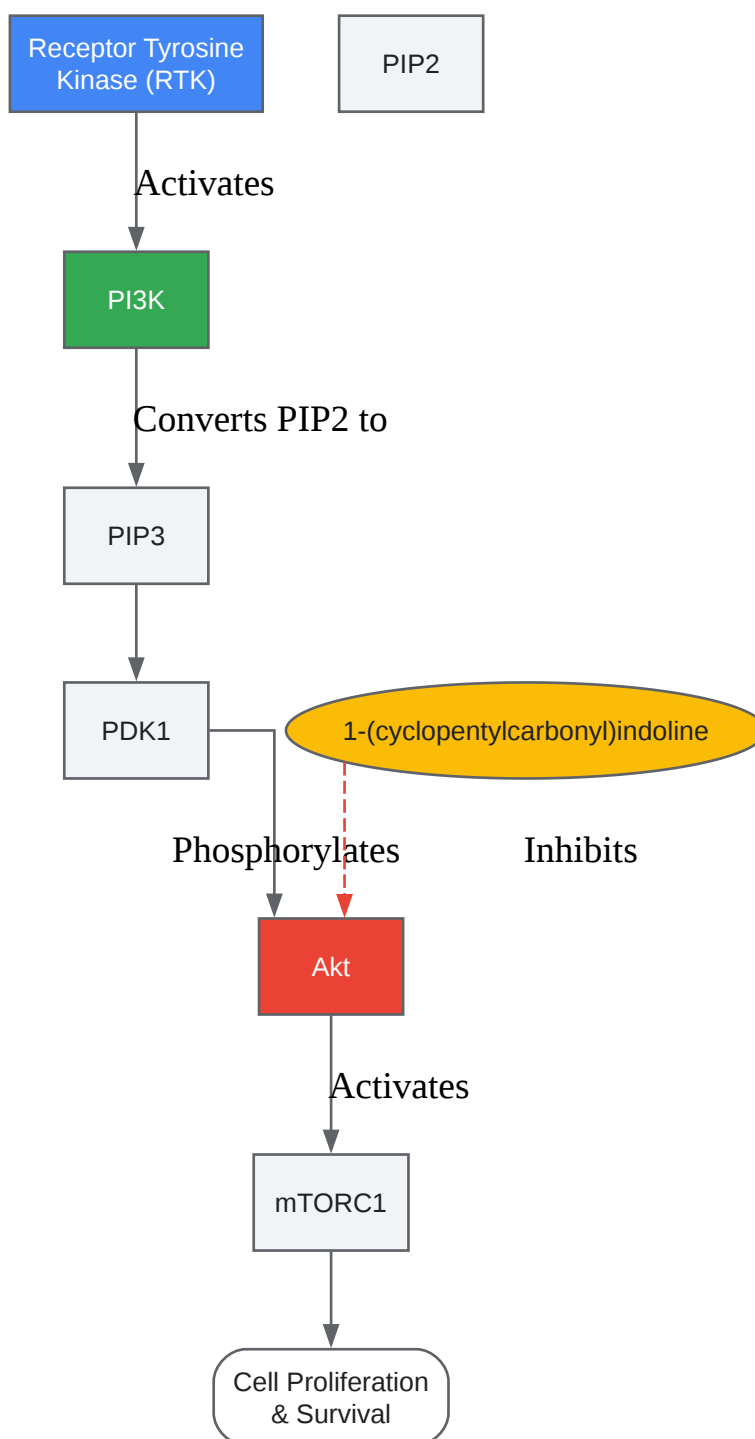 Receptor Tyrosine
Kinase (RTK)
PIP2
Activates
PI3K
Converts PIP2 to
PIP3
PDK1
1-(cyclopentylcarbonyl)indoline
Phosphorylates
Inhibits
Akt
Activates
mTORC1
Cell Proliferation
& Survival